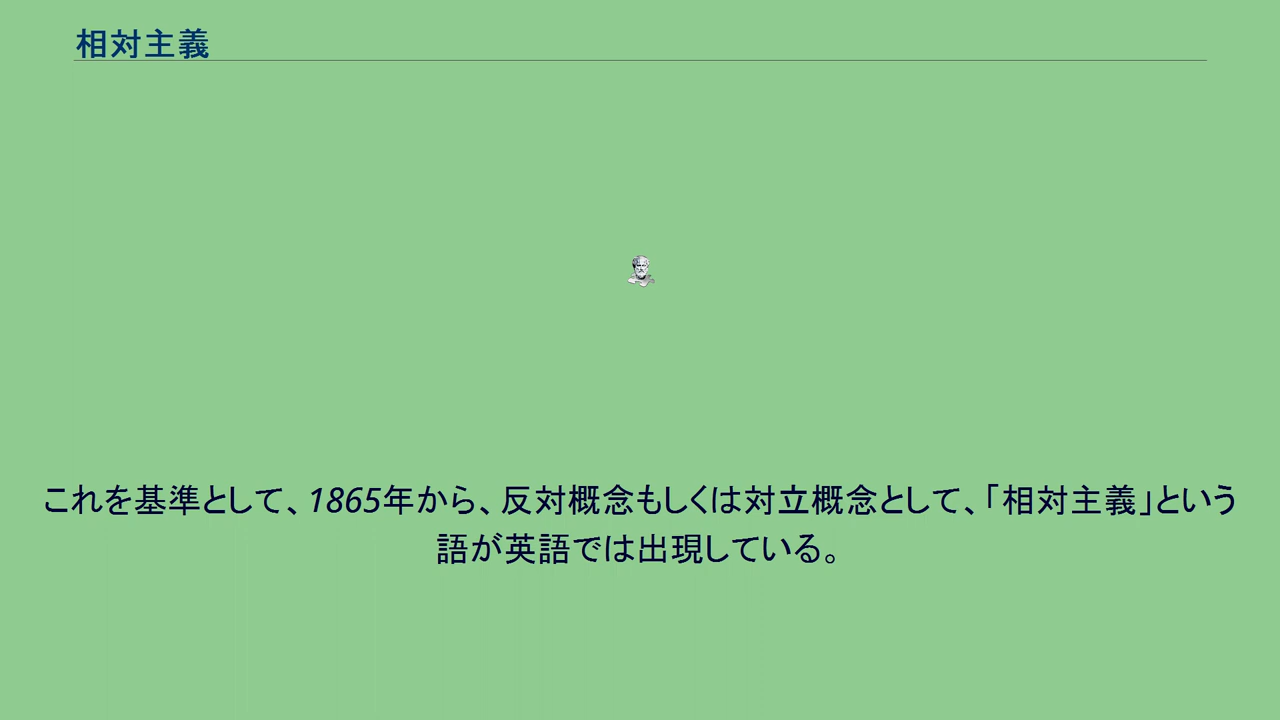 相対主義
これを基準として、1865年から、反対概念もしくは対立概念として、「相対主義」という
語が英語では出現している。